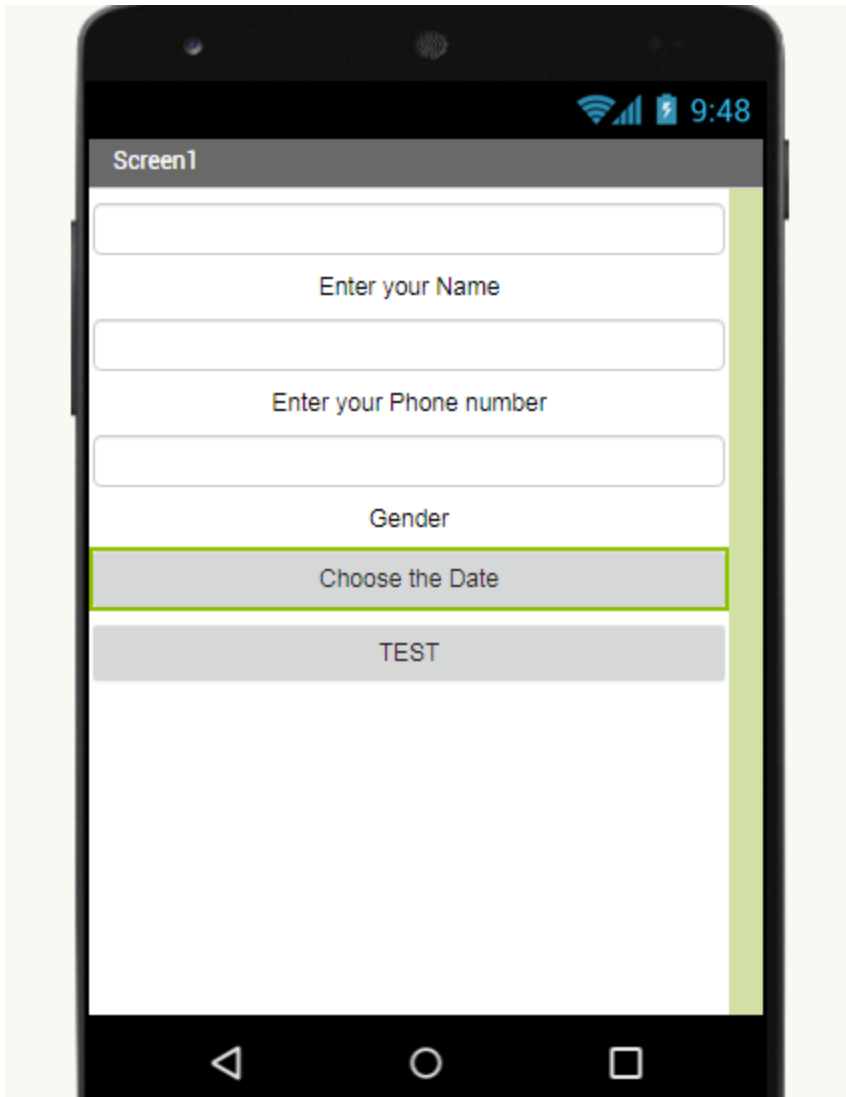 9:48
Screen1
Enter your Name
Enter your Phone number
Gender
Choose the Date
TEST